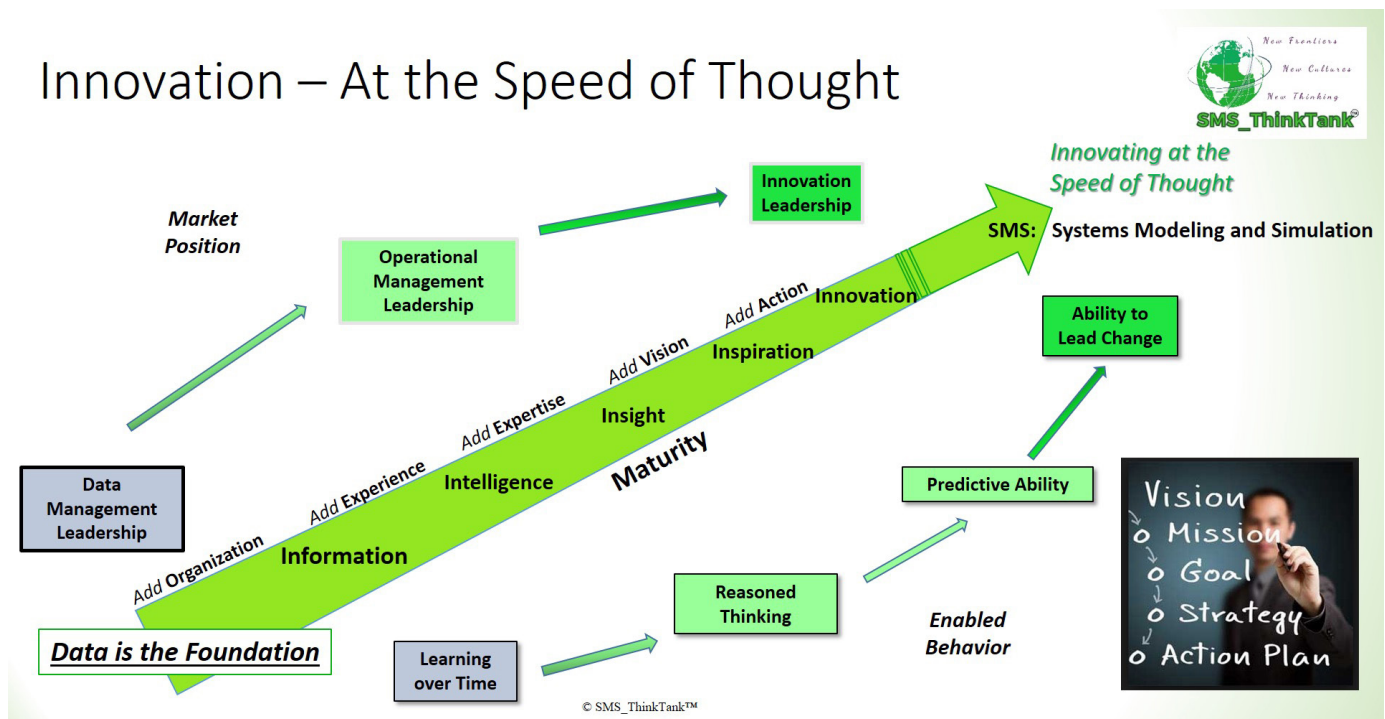 Innovation – At the Speed of Thought
New Frontiers
New Cultures
New Thinking
SMS_ThinkTank™
Innovating at the
Speed of Thought
SMS: Systems Modeling and Simulation
Market
Position
Innovation
Leadership
Operational
Management
Leadership
Data
Management
Leadership
Add Organization
Add Experience
Add Expertise
Add Vision
Add Action
Information
Intelligence
Insight
Inspiration
Innovation
Maturity
Data is the Foundation
Learning
over Time
Reasoned
Thinking
Predictive Ability
Ability to
Lead Change
Enabled
Behavior
Vision
Mission
Goal
Strategy
Action Plan
© SMS_ThinkTank™